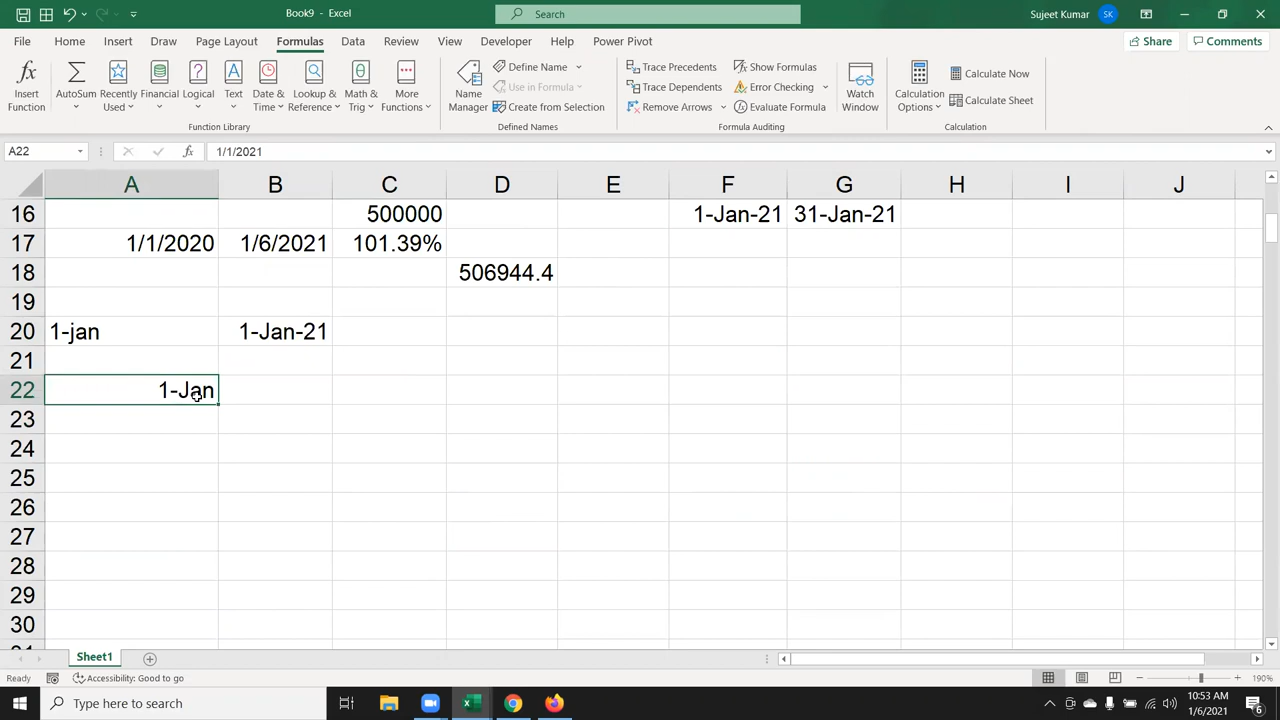 Book9 - Excel
Search
Sujeet Kumar
SK
File Home Insert Draw Page Layout Formulas Data Review View Developer Help Power Pivot
Share
Comments
Insert Function
AutoSum
Recently Used
Financial
Logical
Text
Date & Time
Lookup & Reference
Math & Trig
More Functions
Function Library
Name Manager
Define Name
Use in Formula
Create from Selection
Defined Names
Trace Precedents
Trace Dependents
Remove Arrows
Show Formulas
Error Checking
Evaluate Formula
Formula Auditing
Watch Window
Calculation Options
Calculate Now
Calculate Sheet
Calculation
A22
fx
1/1/2021
A B C D E F G H I J
16 500000 1-Jan-21 31-Jan-21
17 1/1/2020 1/6/2021 101.39%
18 506944.4
19
20 1-jan 1-Jan-21
21
22 1-Jan
23
24
25
26
27
28
29
30
Sheet1
Ready
Accessibility: Good to go
190%
Type here to search
10:53 AM
1/6/2021
6